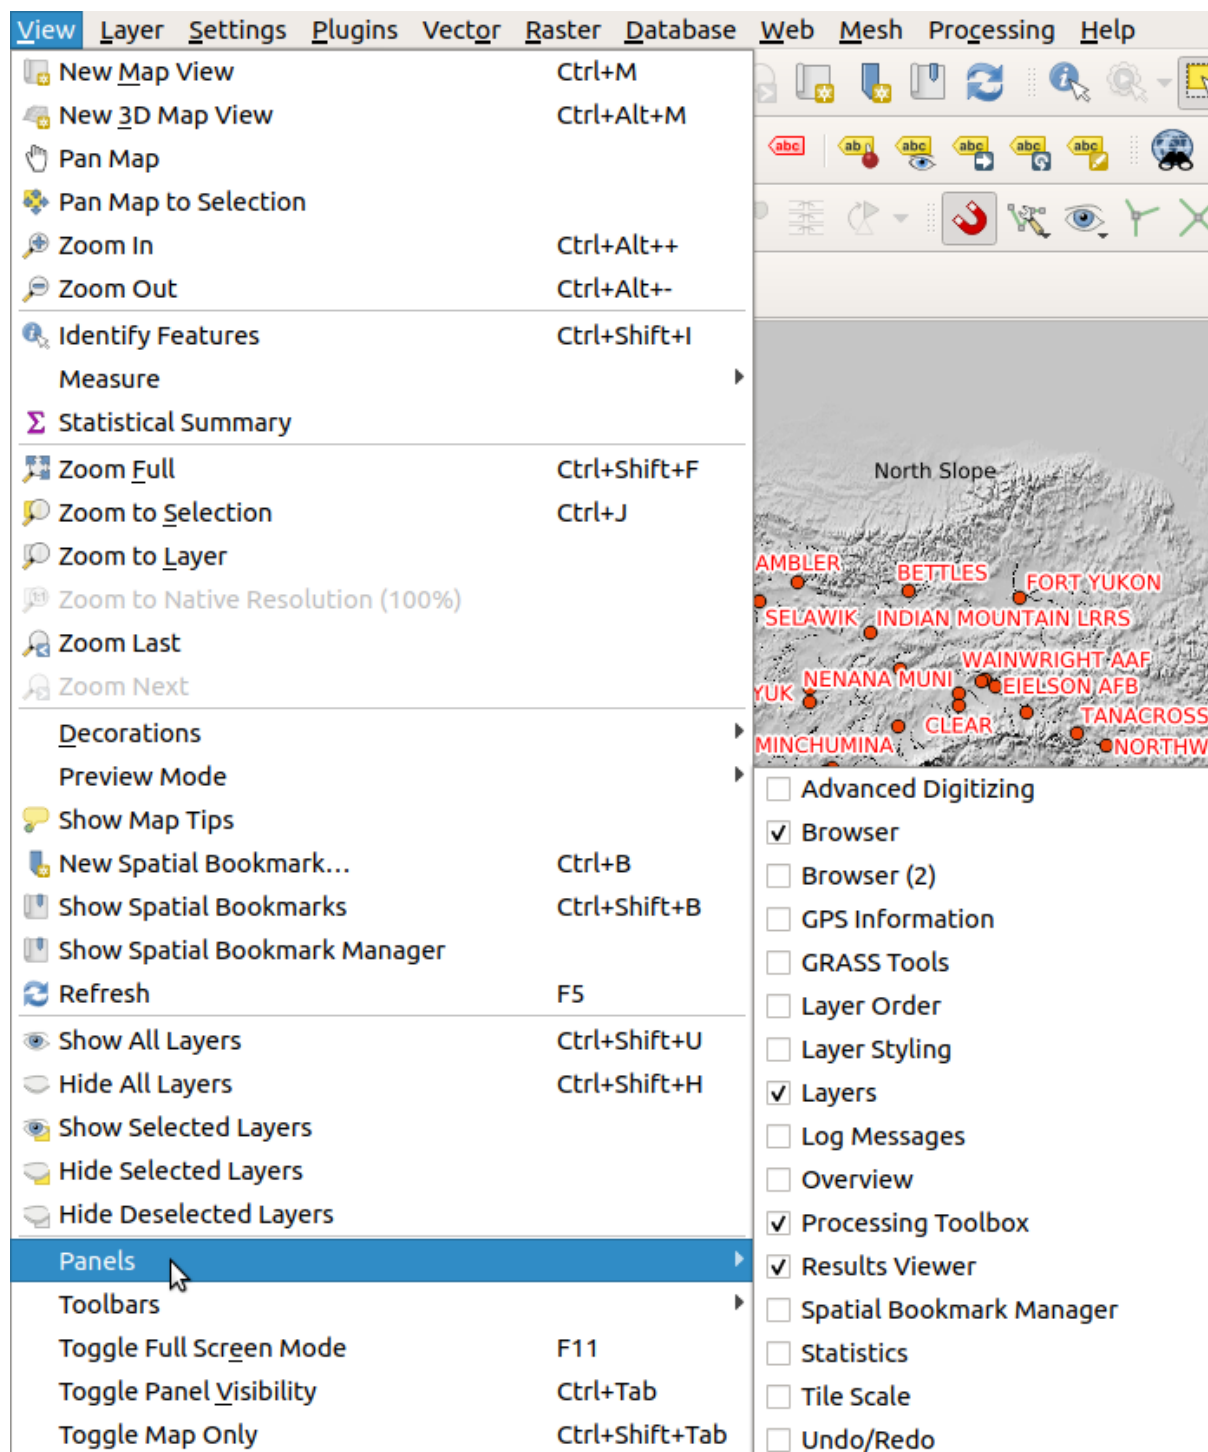 View Layer Settings Plugins Vector Raster Database Web Mesh Processing Help
New Map View Ctrl+M
New 3D Map View Ctrl+Alt+M
Pan Map
Pan Map to Selection
Zoom In Ctrl+Alt++
Zoom Out Ctrl+Alt+-
Identify Features Ctrl+Shift+I
Measure
Statistical Summary
Zoom Full Ctrl+Shift+F
Zoom to Selection Ctrl+J
Zoom to Layer
Zoom to Native Resolution (100%)
Zoom Last
Zoom Next
Decorations
Preview Mode
Show Map Tips
New Spatial Bookmark... Ctrl+B
Show Spatial Bookmarks Ctrl+Shift+B
Show Spatial Bookmark Manager
Refresh F5
Show All Layers Ctrl+Shift+U
Hide All Layers Ctrl+Shift+H
Show Selected Layers
Hide Selected Layers
Hide Deselected Layers
Panels
Toolbars
Toggle Full Screen Mode F11
Toggle Panel Visibility Ctrl+Tab
Toggle Map Only Ctrl+Shift+Tab
abc ab abc abc abc abc
North Slope
AMBLER
BETTLES
FORT YUKON
SELAWIK INDIAN MOUNTAIN LRRS
WAINWRIGHT AAF
YUK NENANA MUNI EIELSON AFB
CLEAR TANACROSS
MINCHUMINA NORTHW
Advanced Digitizing
Browser
Browser (2)
GPS Information
GRASS Tools
Layer Order
Layer Styling
Layers
Log Messages
Overview
Processing Toolbox
Results Viewer
Spatial Bookmark Manager
Statistics
Tile Scale
Undo/Redo